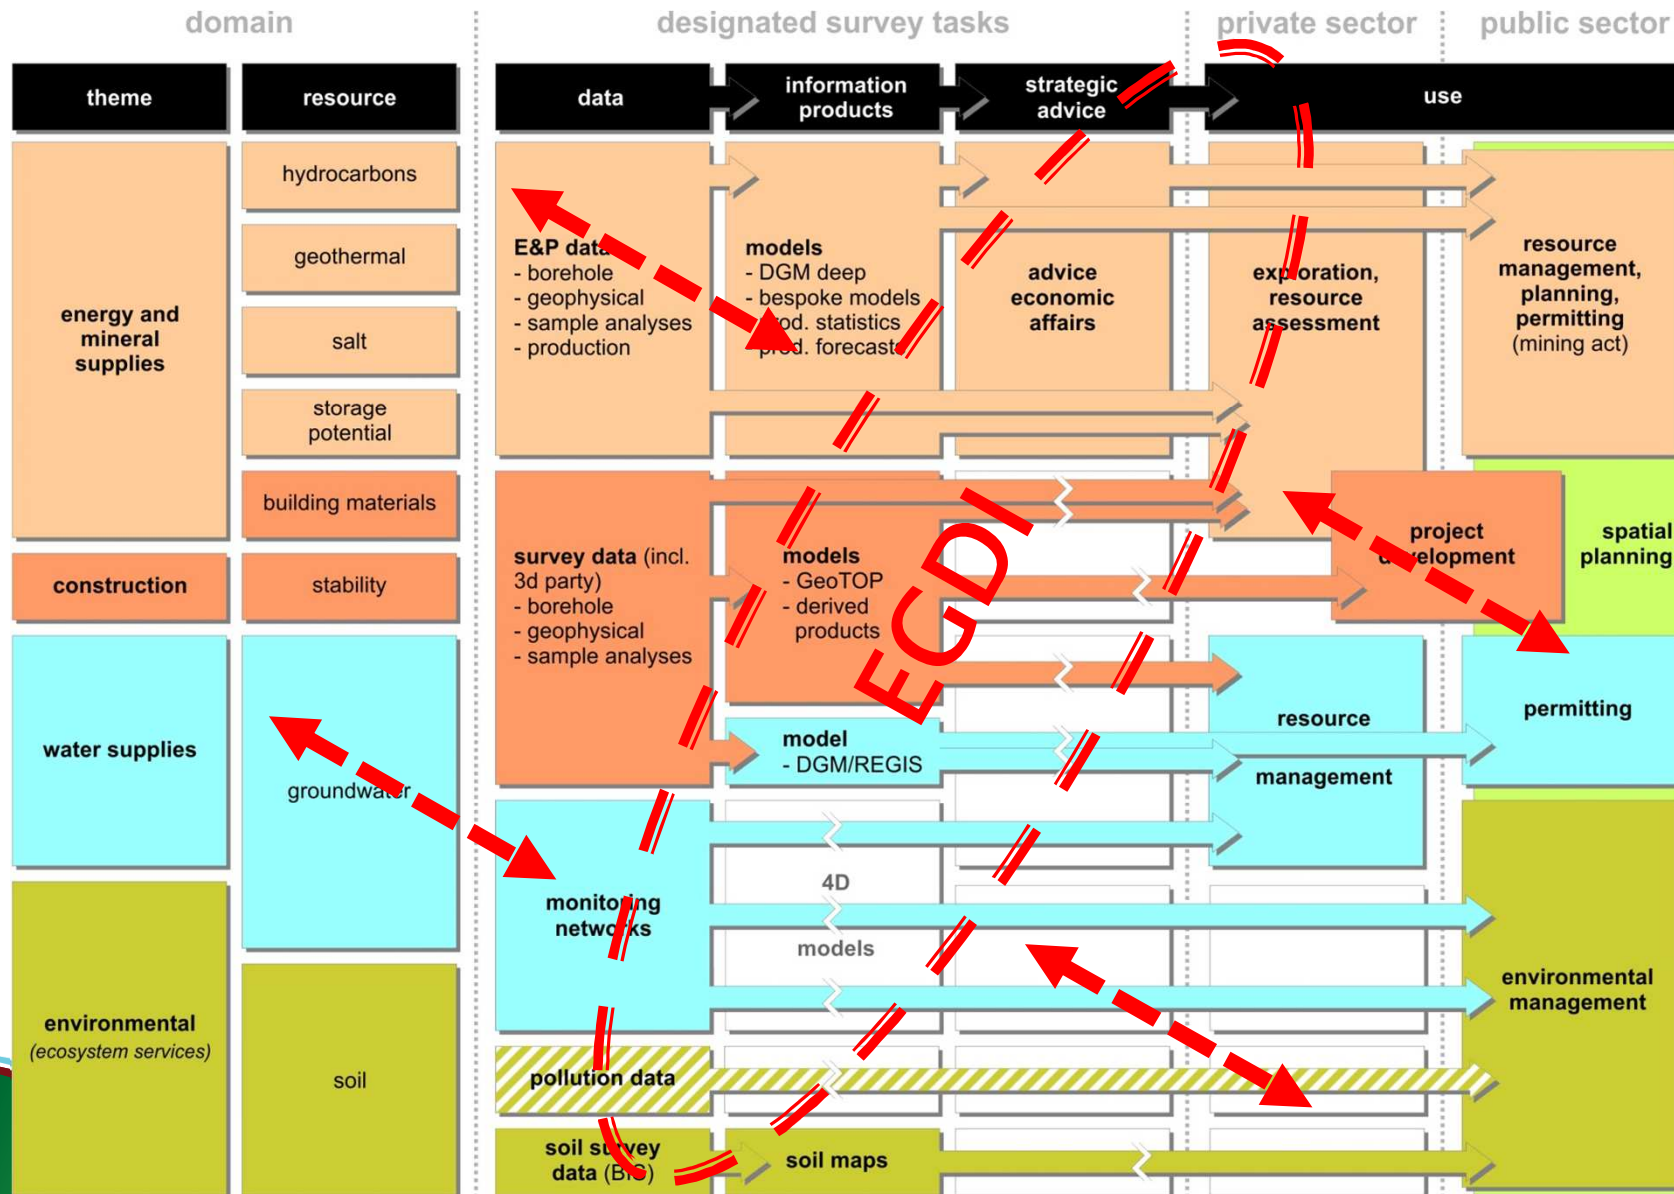 domain
designated survey tasks
private sector
public sector
theme
resource
data
information
products
strategic
advice
use
energy and
mineral
supplies
hydrocarbons
geothermal
salt
storage
potential
building materials
construction
stability
water supplies
groundwater
environmental
(ecosystem services)
soil
E&P data
- borehole
- geophysical
- sample analyses
- production
models
- DGM deep
- bespoke models
- prod. statistics
- prod. forecasts
advice
economic
affairs
exploration,
resource
assessment
resource
management,
planning,
permitting
(mining act)
survey data (incl.
3d party)
- borehole
- geophysical
- sample analyses
models
- GeoTOP
- derived
products
project
development
spatial
planning
model
- DGM/REGIS
resource
management
permitting
monitoring
networks
4D
models
environmental
management
pollution data
soil survey
data (BIS)
soil maps
EGDI